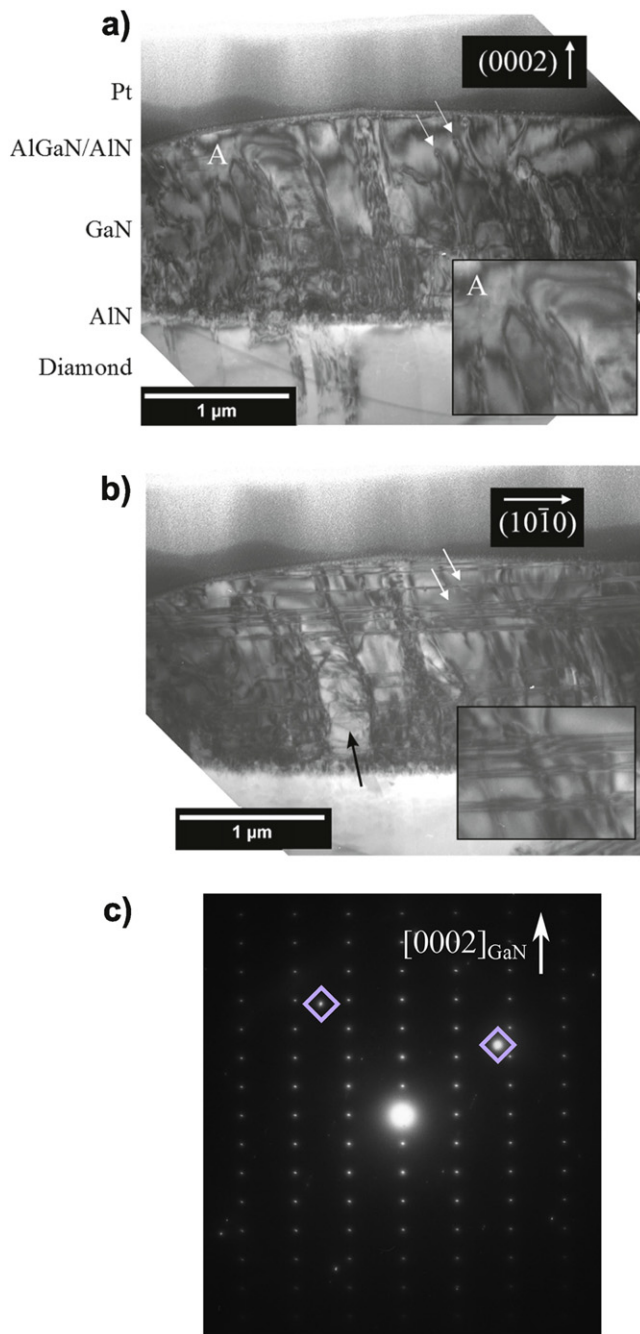 a)
(0002) ↑
Pt
AlGaN/AlN
A
GaN
A
AlN
Diamond
1 µm
b)
(101̄0)
1 µm
c)
[0002]GaN